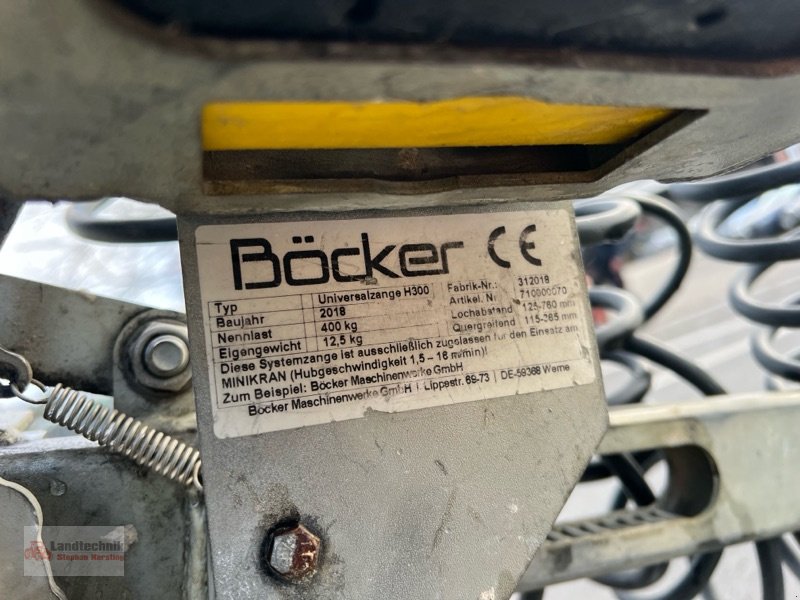 Böcker CE
Typ Universalzange H300 Fabrik-Nr.: 312018
Baujahr 2018 Artikel. Nr 710900070
Nennlast 400 kg Lochabstand 125-760 mm
Eigengewicht 12,5 kg Quergreifend 115-385 mm
Diese Systemzange ist ausschließlich zugelassen für den Einsatz am
MINIKRAN (Hubgeschwindigkeit 1,5 – 16 m/min)!
Zum Beispiel: Böcker Maschinenwerke GmbH
Böcker Maschinenwerke GmbH | Lippestr. 69-73 | DE-59368 Werne
Landtechnik
Stephan Kersting